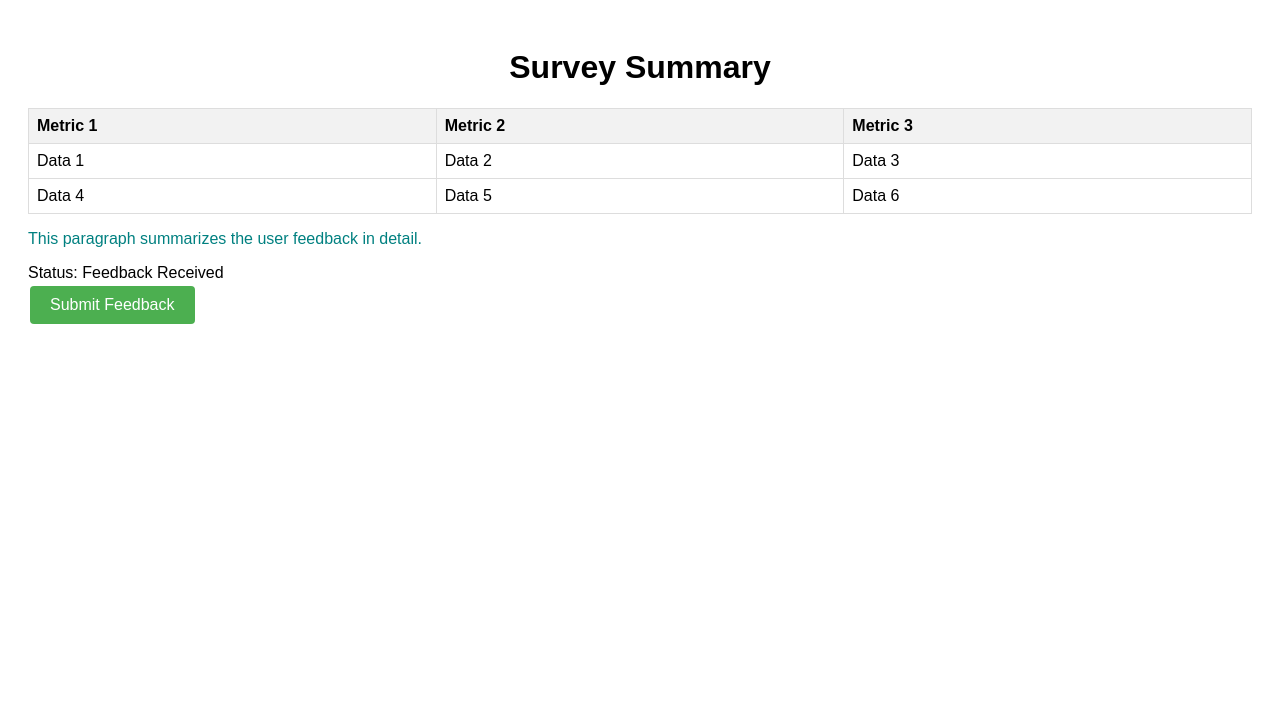 Survey Summary
Metric 1 Metric 2 Metric 3
Data 1 Data 2 Data 3
Data 4 Data 5 Data 6
This paragraph summarizes the user feedback in detail.
Status: Feedback Received
Submit Feedback